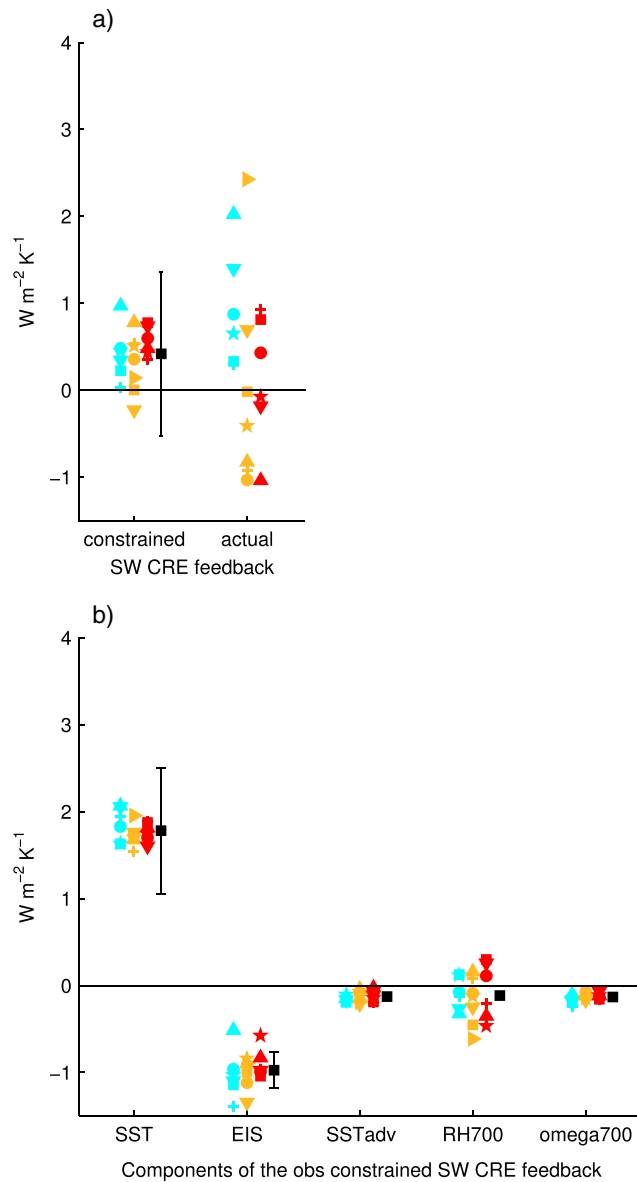 a)
4
3
2
1
0
−1
W m⁻² K⁻¹
constrained actual
SW CRE feedback
b)
4
3
2
1
0
−1
W m⁻² K⁻¹
SST EIS SSTadv RH700 omega700
Components of the obs constrained SW CRE feedback